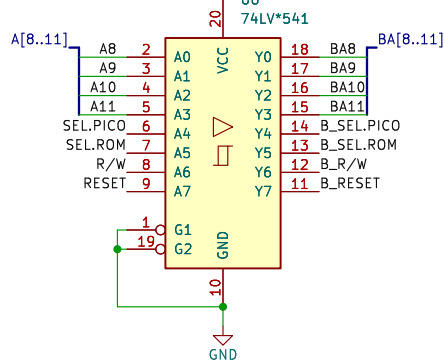 20
74LV*541
A[8..11]
BA[8..11]
VCC
A8 2 A0 Y0 18 BA8
A9 3 A1 Y1 17 BA9
A10 4 A2 Y2 16 BA10
A11 5 A3 Y3 15 BA11
SEL.PICO 6 A4 Y4 14 B_SEL.PICO
SEL.ROM 7 A5 Y5 13 B_SEL.ROM
R/W 8 A6 Y6 12 B_R/W
RESET 9 A7 Y7 11 B_RESET
1 G1
19 G2
GND
10
GND